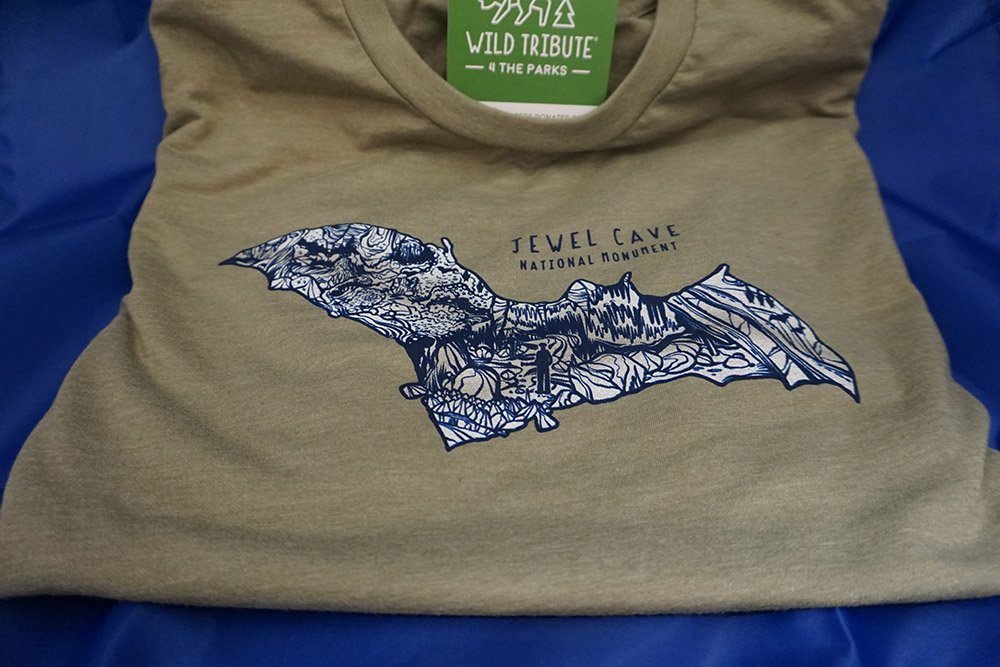 WILD TRIBUTE®
4 THE PARKS
JEWEL CAVE
NATIONAL MONUMENT